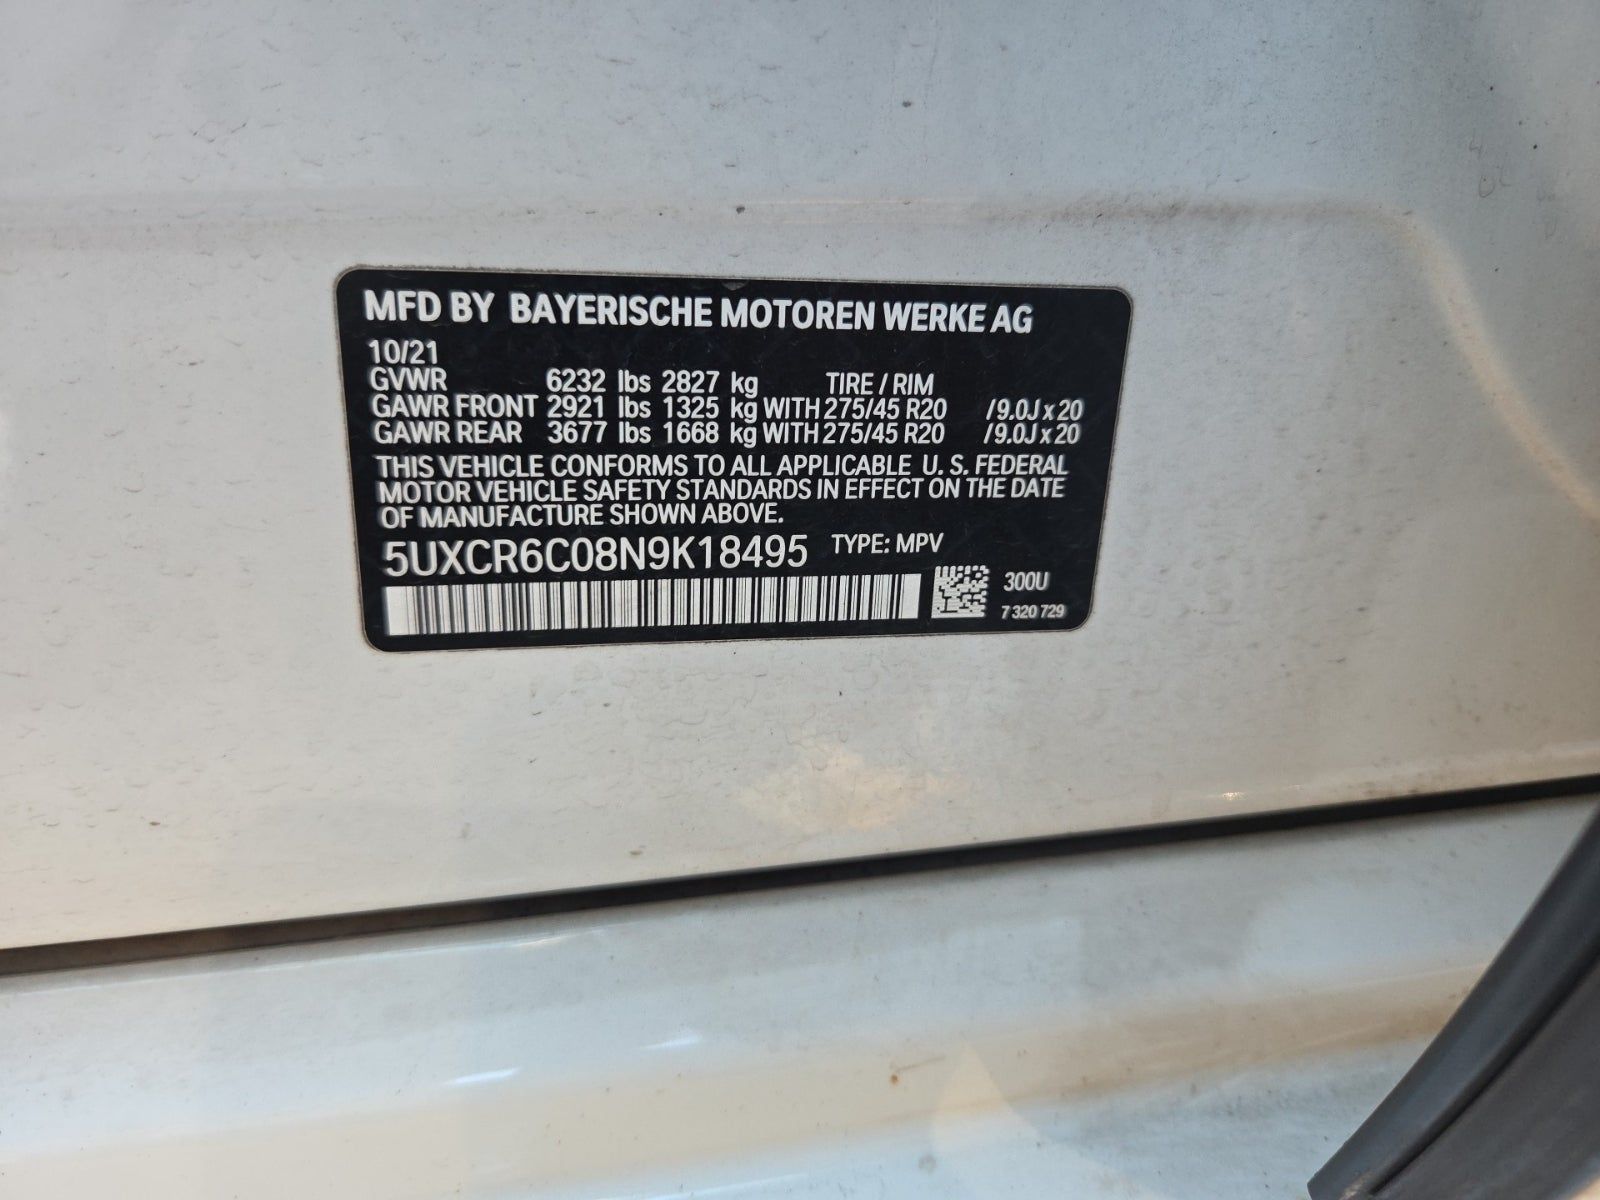 MFD BY BAYERISCHE MOTOREN WERKE AG
10/21
GVWR 6232 lbs 2827 kg TIRE / RIM
GAWR FRONT 2921 lbs 1325 kg WITH 275/45 R20 /9.0J x 20
GAWR REAR 3677 lbs 1668 kg WITH 275/45 R20 /9.0J x 20
THIS VEHICLE CONFORMS TO ALL APPLICABLE U. S. FEDERAL
MOTOR VEHICLE SAFETY STANDARDS IN EFFECT ON THE DATE
OF MANUFACTURE SHOWN ABOVE.
5UXCR6C08N9K18495 TYPE: MPV
300U
7 320 729